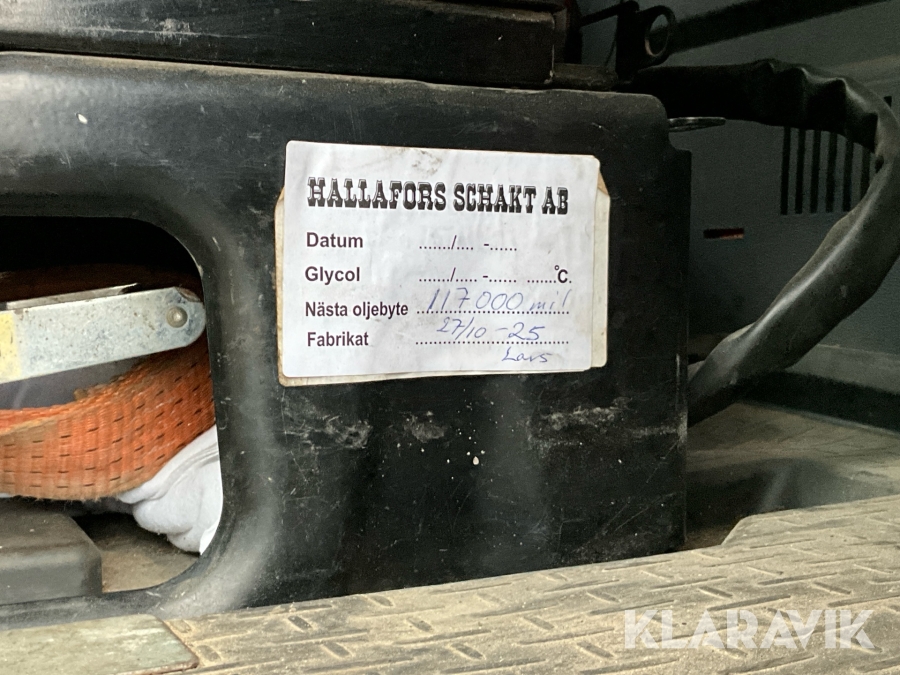 HALLAFORS SCHAKT AB
Datum ......./.... -......
Glycol ......./..... -...... .......°C.
Nästa oljebyte 117000 mil
Fabrikat 27/10 -25
Lars
KLARAVIK